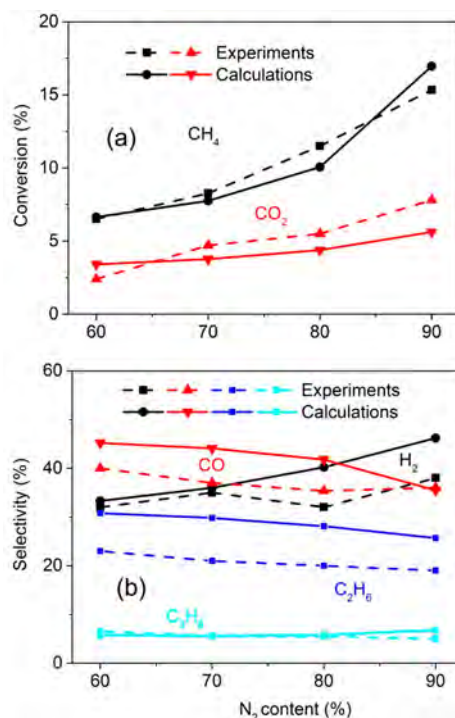 20
15
10
5
0
Experiments
Calculations
(a)
CH₄
CO₂
Conversion (%)
60 70 80 90
60
40
20
0
Experiments
Calculations
CO
H₂
C₂H₆
C₃H₈
(b)
Selectivity (%)
60 70 80 90
N₂ content (%)